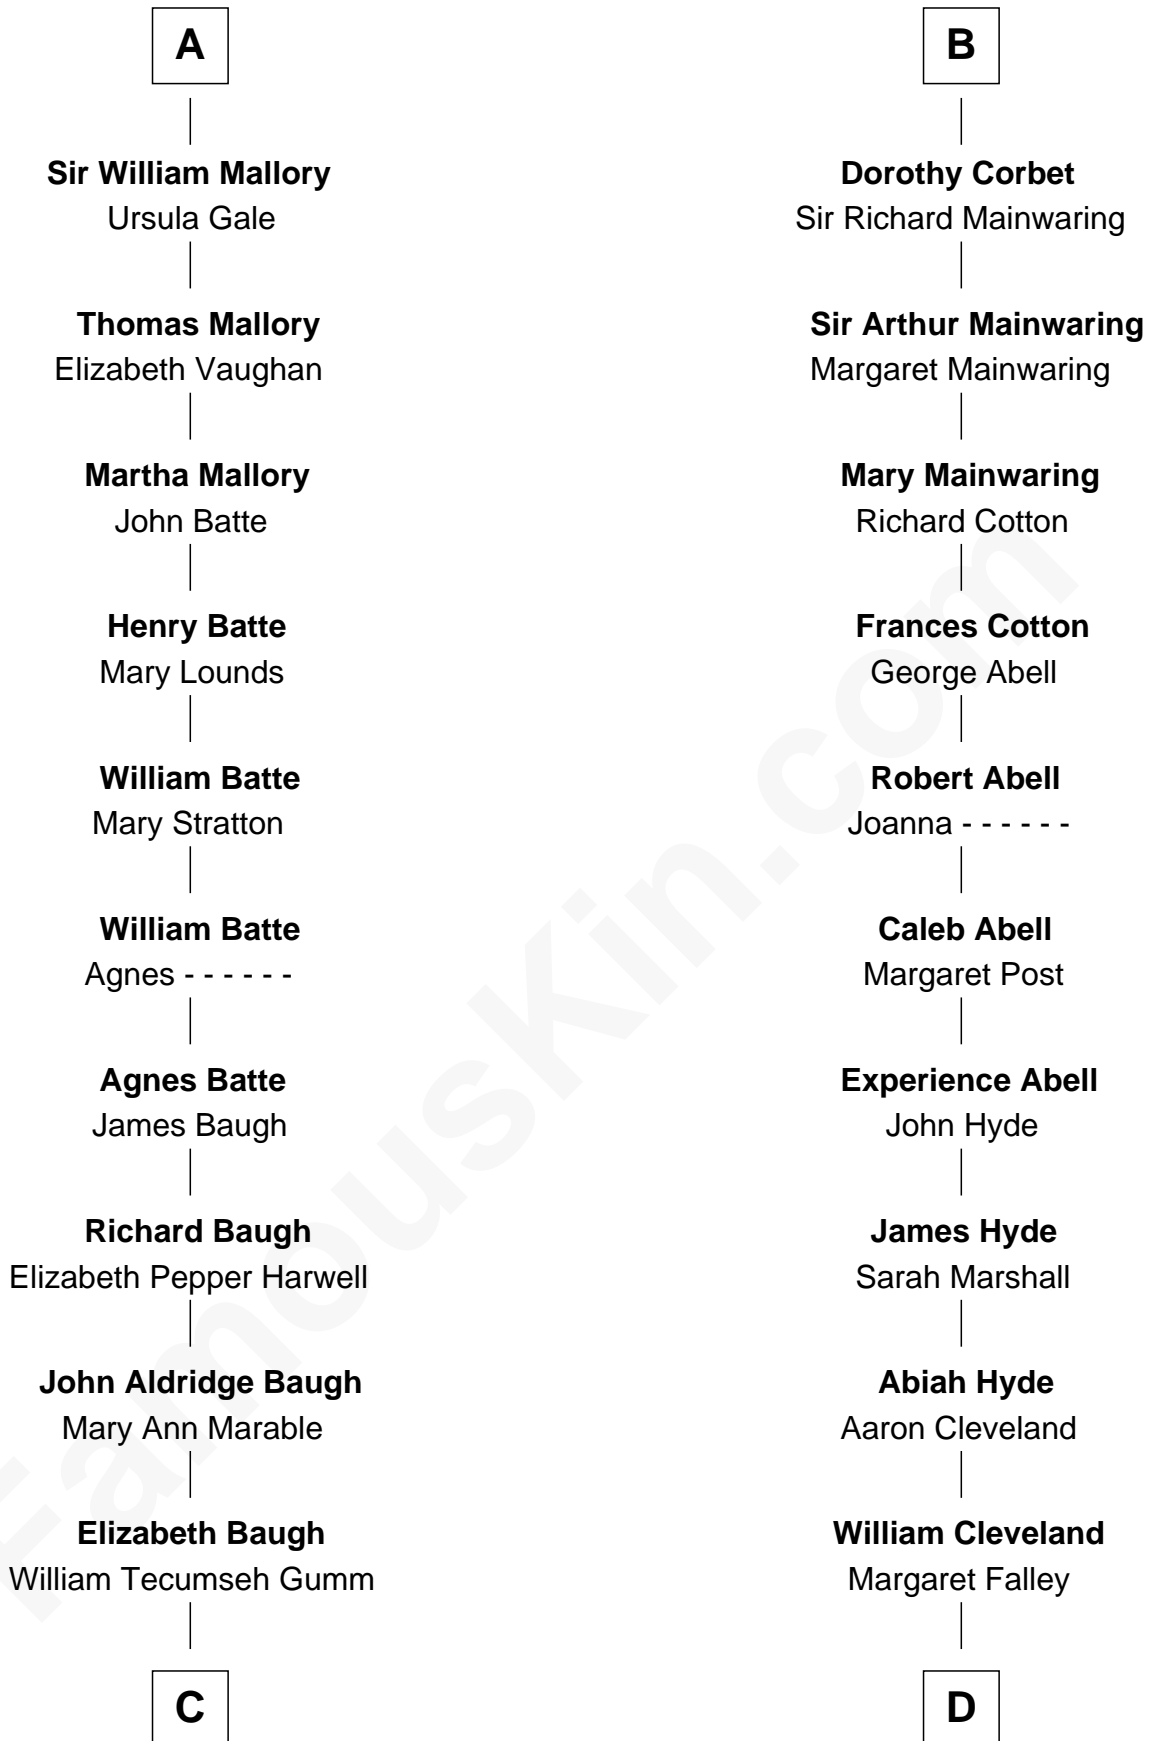 A
Sir William Mallory
Ursula Gale
Thomas Mallory
Elizabeth Vaughan
Martha Mallory
John Batte
Henry Batte
Mary Lounds
William Batte
Mary Stratton
William Batte
Agnes - - - - - -
Agnes Batte
James Baugh
Richard Baugh
Elizabeth Pepper Harwell
John Aldridge Baugh
Mary Ann Marable
Elizabeth Baugh
William Tecumseh Gumm
C
B
Dorothy Corbet
Sir Richard Mainwaring
Sir Arthur Mainwaring
Margaret Mainwaring
Mary Mainwaring
Richard Cotton
Frances Cotton
George Abell
Robert Abell
Joanna - - - - - -
Caleb Abell
Margaret Post
Experience Abell
John Hyde
James Hyde
Sarah Marshall
Abiah Hyde
Aaron Cleveland
William Cleveland
Margaret Falley
D
FamousKin.com